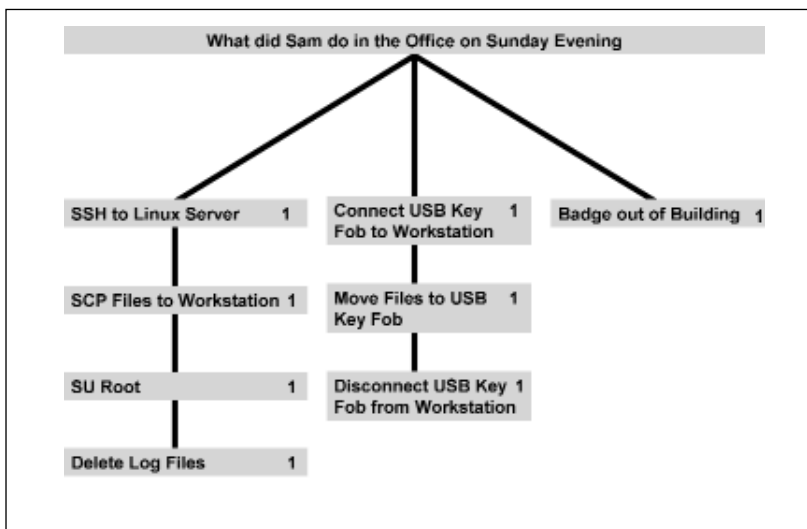 What did Sam do in the Office on Sunday Evening
SSH to Linux Server 1
SCP Files to Workstation 1
SU Root 1
Delete Log Files 1
Connect USB Key 1
Fob to Workstation
Move Files to USB 1
Key Fob
Disconnect USB Key 1
Fob from Workstation
Badge out of Building 1